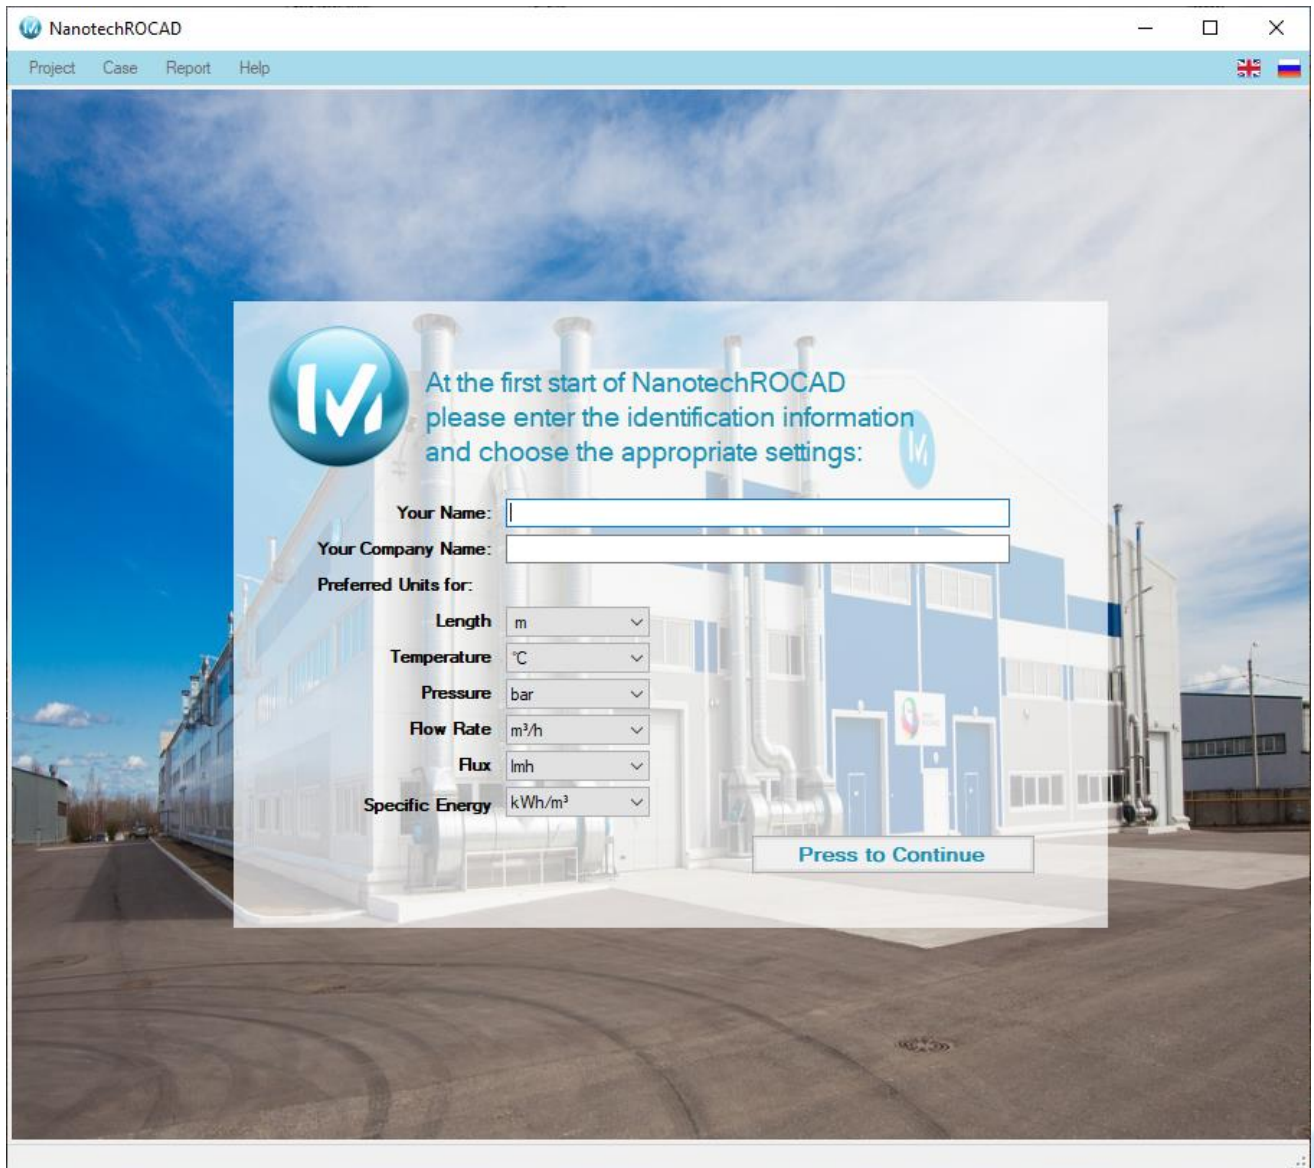 NanotechROCAD
Project Case Report Help
At the first start of NanotechROCAD
please enter the identification information
and choose the appropriate settings:
Your Name:
Your Company Name:
Preferred Units for:
Length m
Temperature °C
Pressure bar
Flow Rate m³/h
Flux lmh
Specific Energy kWh/m³
Press to Continue